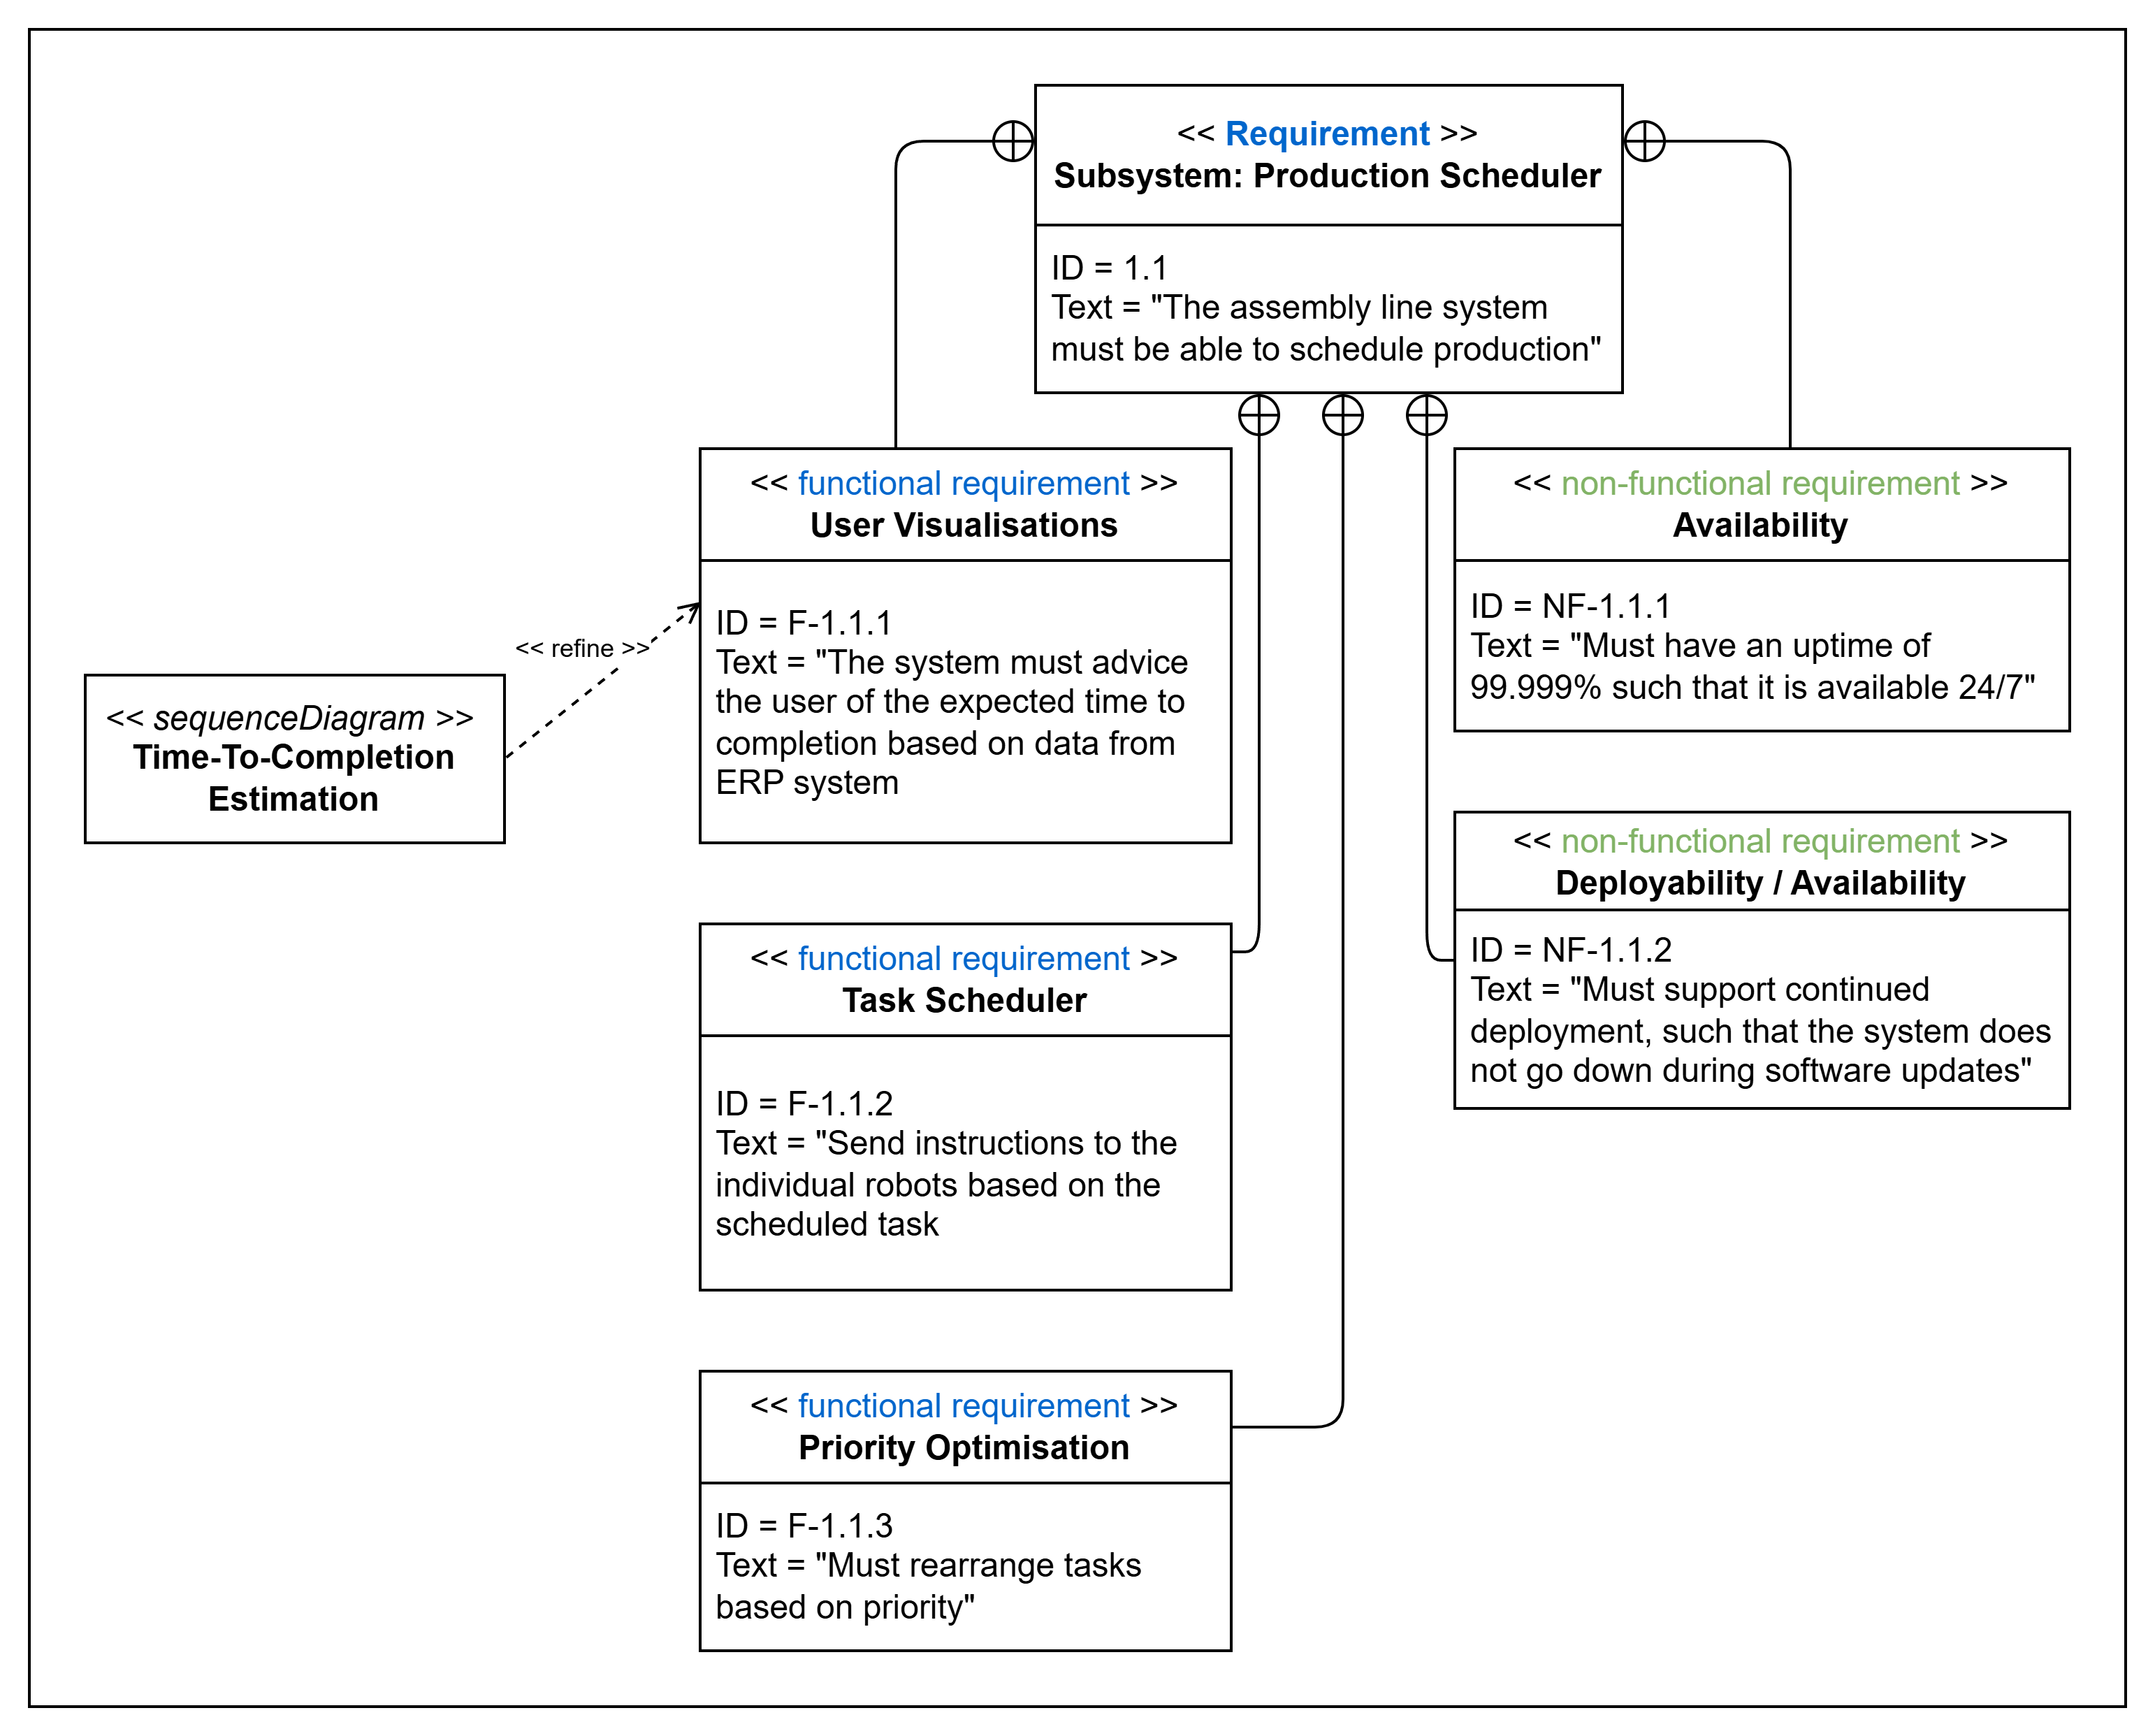 << Requirement >>
Subsystem: Production Scheduler
ID = 1.1
Text = "The assembly line system
must be able to schedule production"
<< functional requirement >>
User Visualisations
ID = F-1.1.1
Text = "The system must advice
the user of the expected time to
completion based on data from
ERP system
<< non-functional requirement >>
Availability
ID = NF-1.1.1
Text = "Must have an uptime of
99.999% such that it is available 24/7"
<< refine >>
<< sequenceDiagram >>
Time-To-Completion
Estimation
<< non-functional requirement >>
Deployability / Availability
ID = NF-1.1.2
Text = "Must support continued
deployment, such that the system does
not go down during software updates"
<< functional requirement >>
Task Scheduler
ID = F-1.1.2
Text = "Send instructions to the
individual robots based on the
scheduled task
<< functional requirement >>
Priority Optimisation
ID = F-1.1.3
Text = "Must rearrange tasks
based on priority"